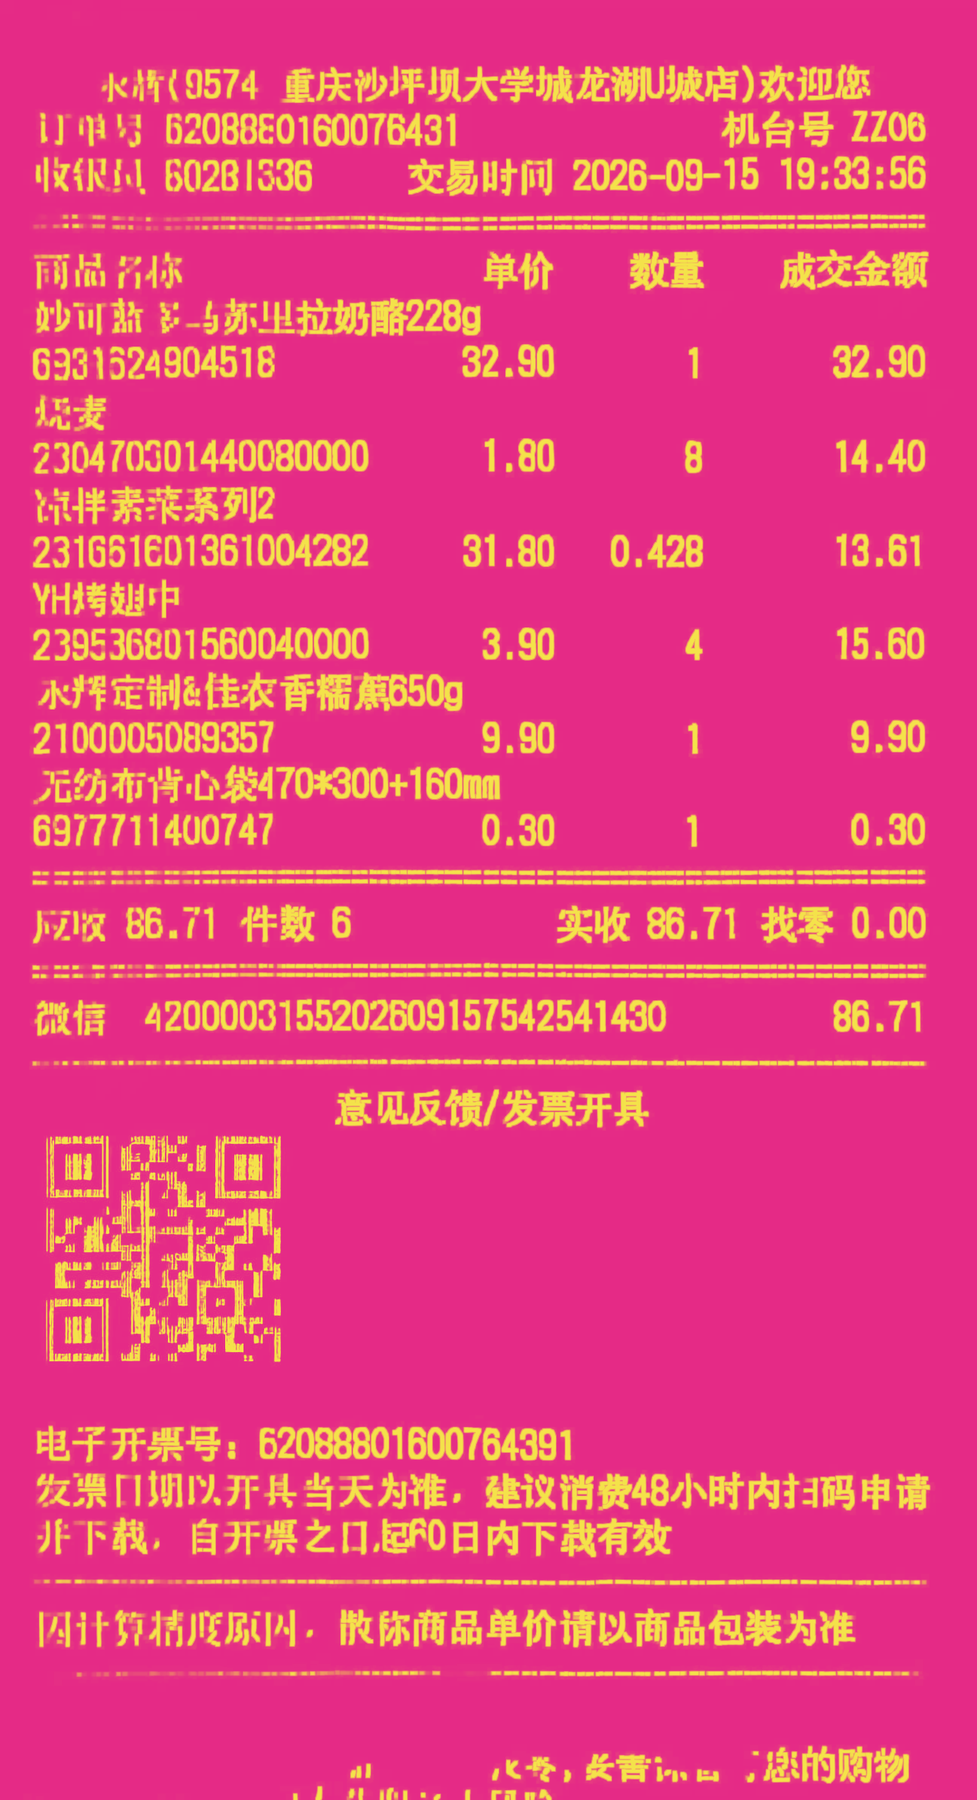 永辉(9574 重庆沙坪坝大学城龙湖U城店)欢迎您
订单号 6208880160076431 机台号 ZZ06
收银员 60281336 交易时间 2026-09-15 19:33:56
商品名称 单价 数量 成交金额
妙可蓝多马苏里拉奶酪228g
6931624904518 32.90 1 32.90
烧麦
230470301440080000 1.80 8 14.40
凉拌素菜系列2
231661601361004282 31.80 0.428 13.61
YH烤翅中
239536801560040000 3.90 4 15.60
永辉定制&佳农香糯蕉650g
2100005089357 9.90 1 9.90
无纺布背心袋470*300+160mm
6977711400747 0.30 1 0.30
应收 86.71 件数 6 实收 86.71 找零 0.00
微信 4200003155202609157542541430 86.71
意见反馈/发票开具
电子开票号: 62088801600764391
发票日期以开具当天为准, 建议消费48小时内扫码申请
并下载, 自开票之日起60日内下载有效
因计算精度原因, 散称商品单价请以商品包装为准
您的购物